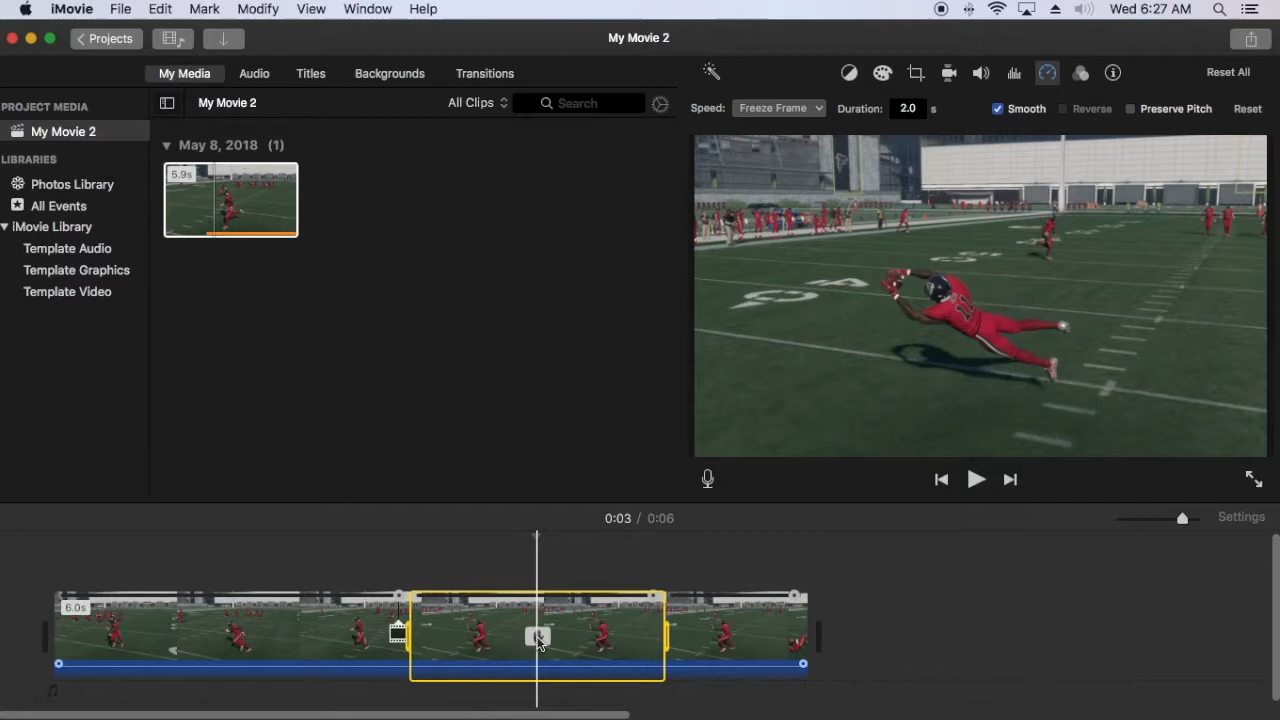 iMovie File Edit Mark Modify View Window Help Wed 6:27 AM
Projects My Movie 2
My Media Audio Titles Backgrounds Transitions Reset All
PROJECT MEDIA My Movie 2 All Clips Search Speed: Freeze Frame Duration: 2.0 s Smooth Reverse Preserve Pitch Reset
My Movie 2
May 8, 2018 (1)
LIBRARIES
5.9s
Photos Library
All Events
iMovie Library
Template Audio
Template Graphics
Template Video
0:03 / 0:06 Settings
6.0s